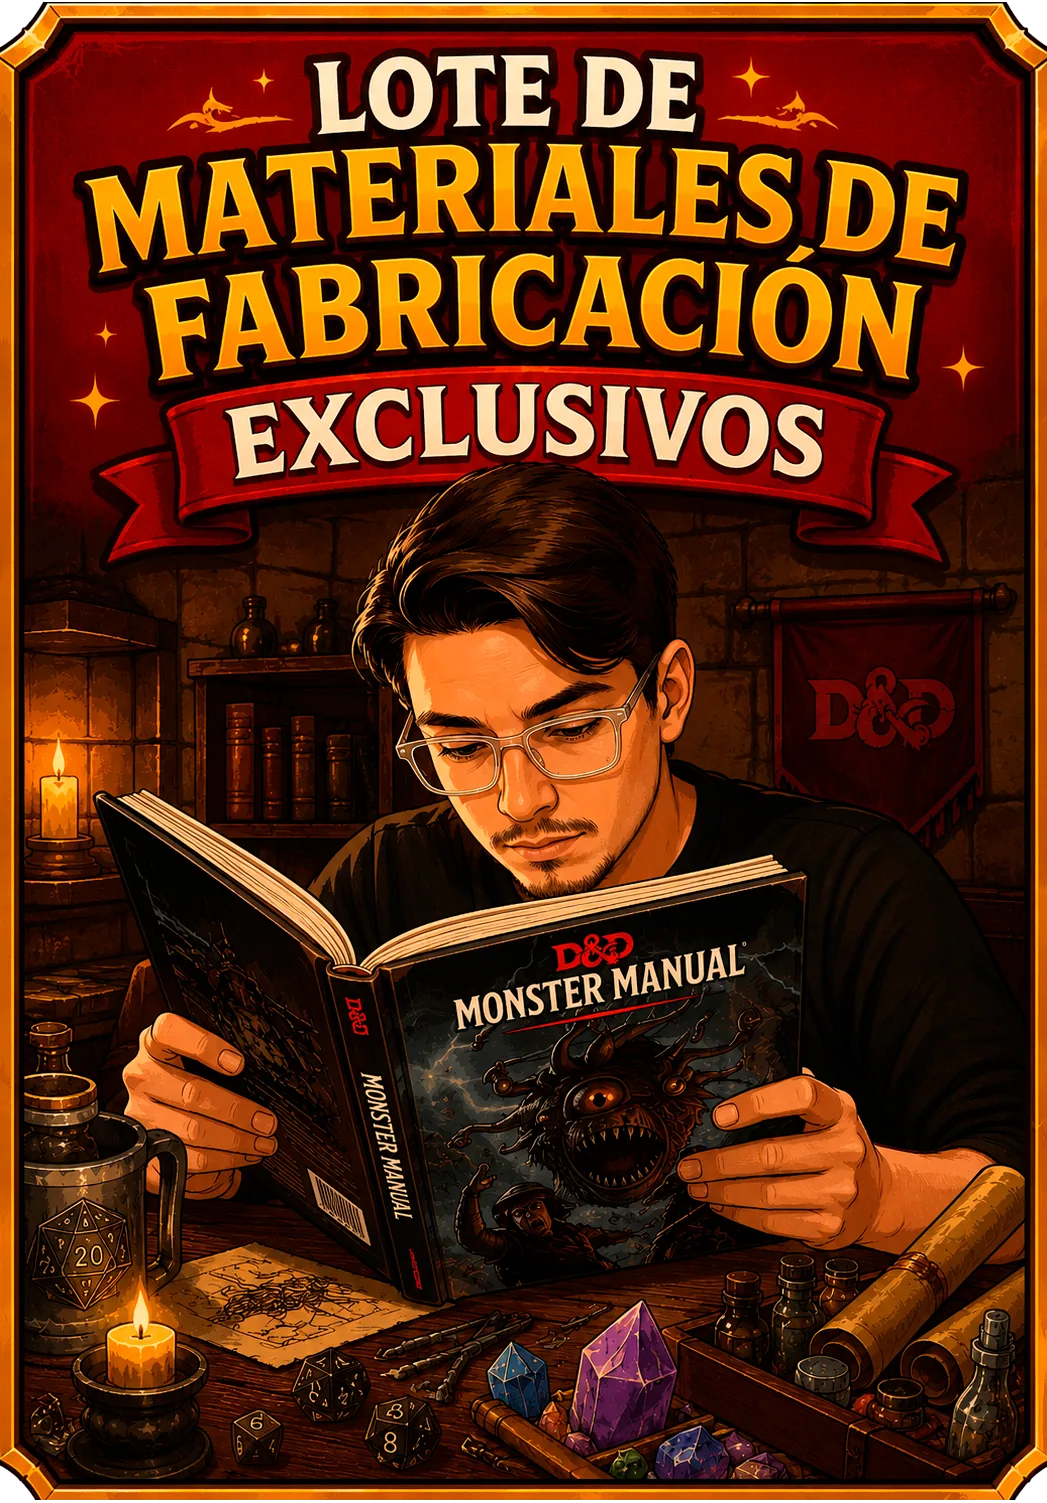 LOTE DE
MATERIALES DE
FABRICACIÓN
EXCLUSIVOS
D&D
D&D
MONSTER MANUAL
D&D
MONSTER MANUAL
20
6
8